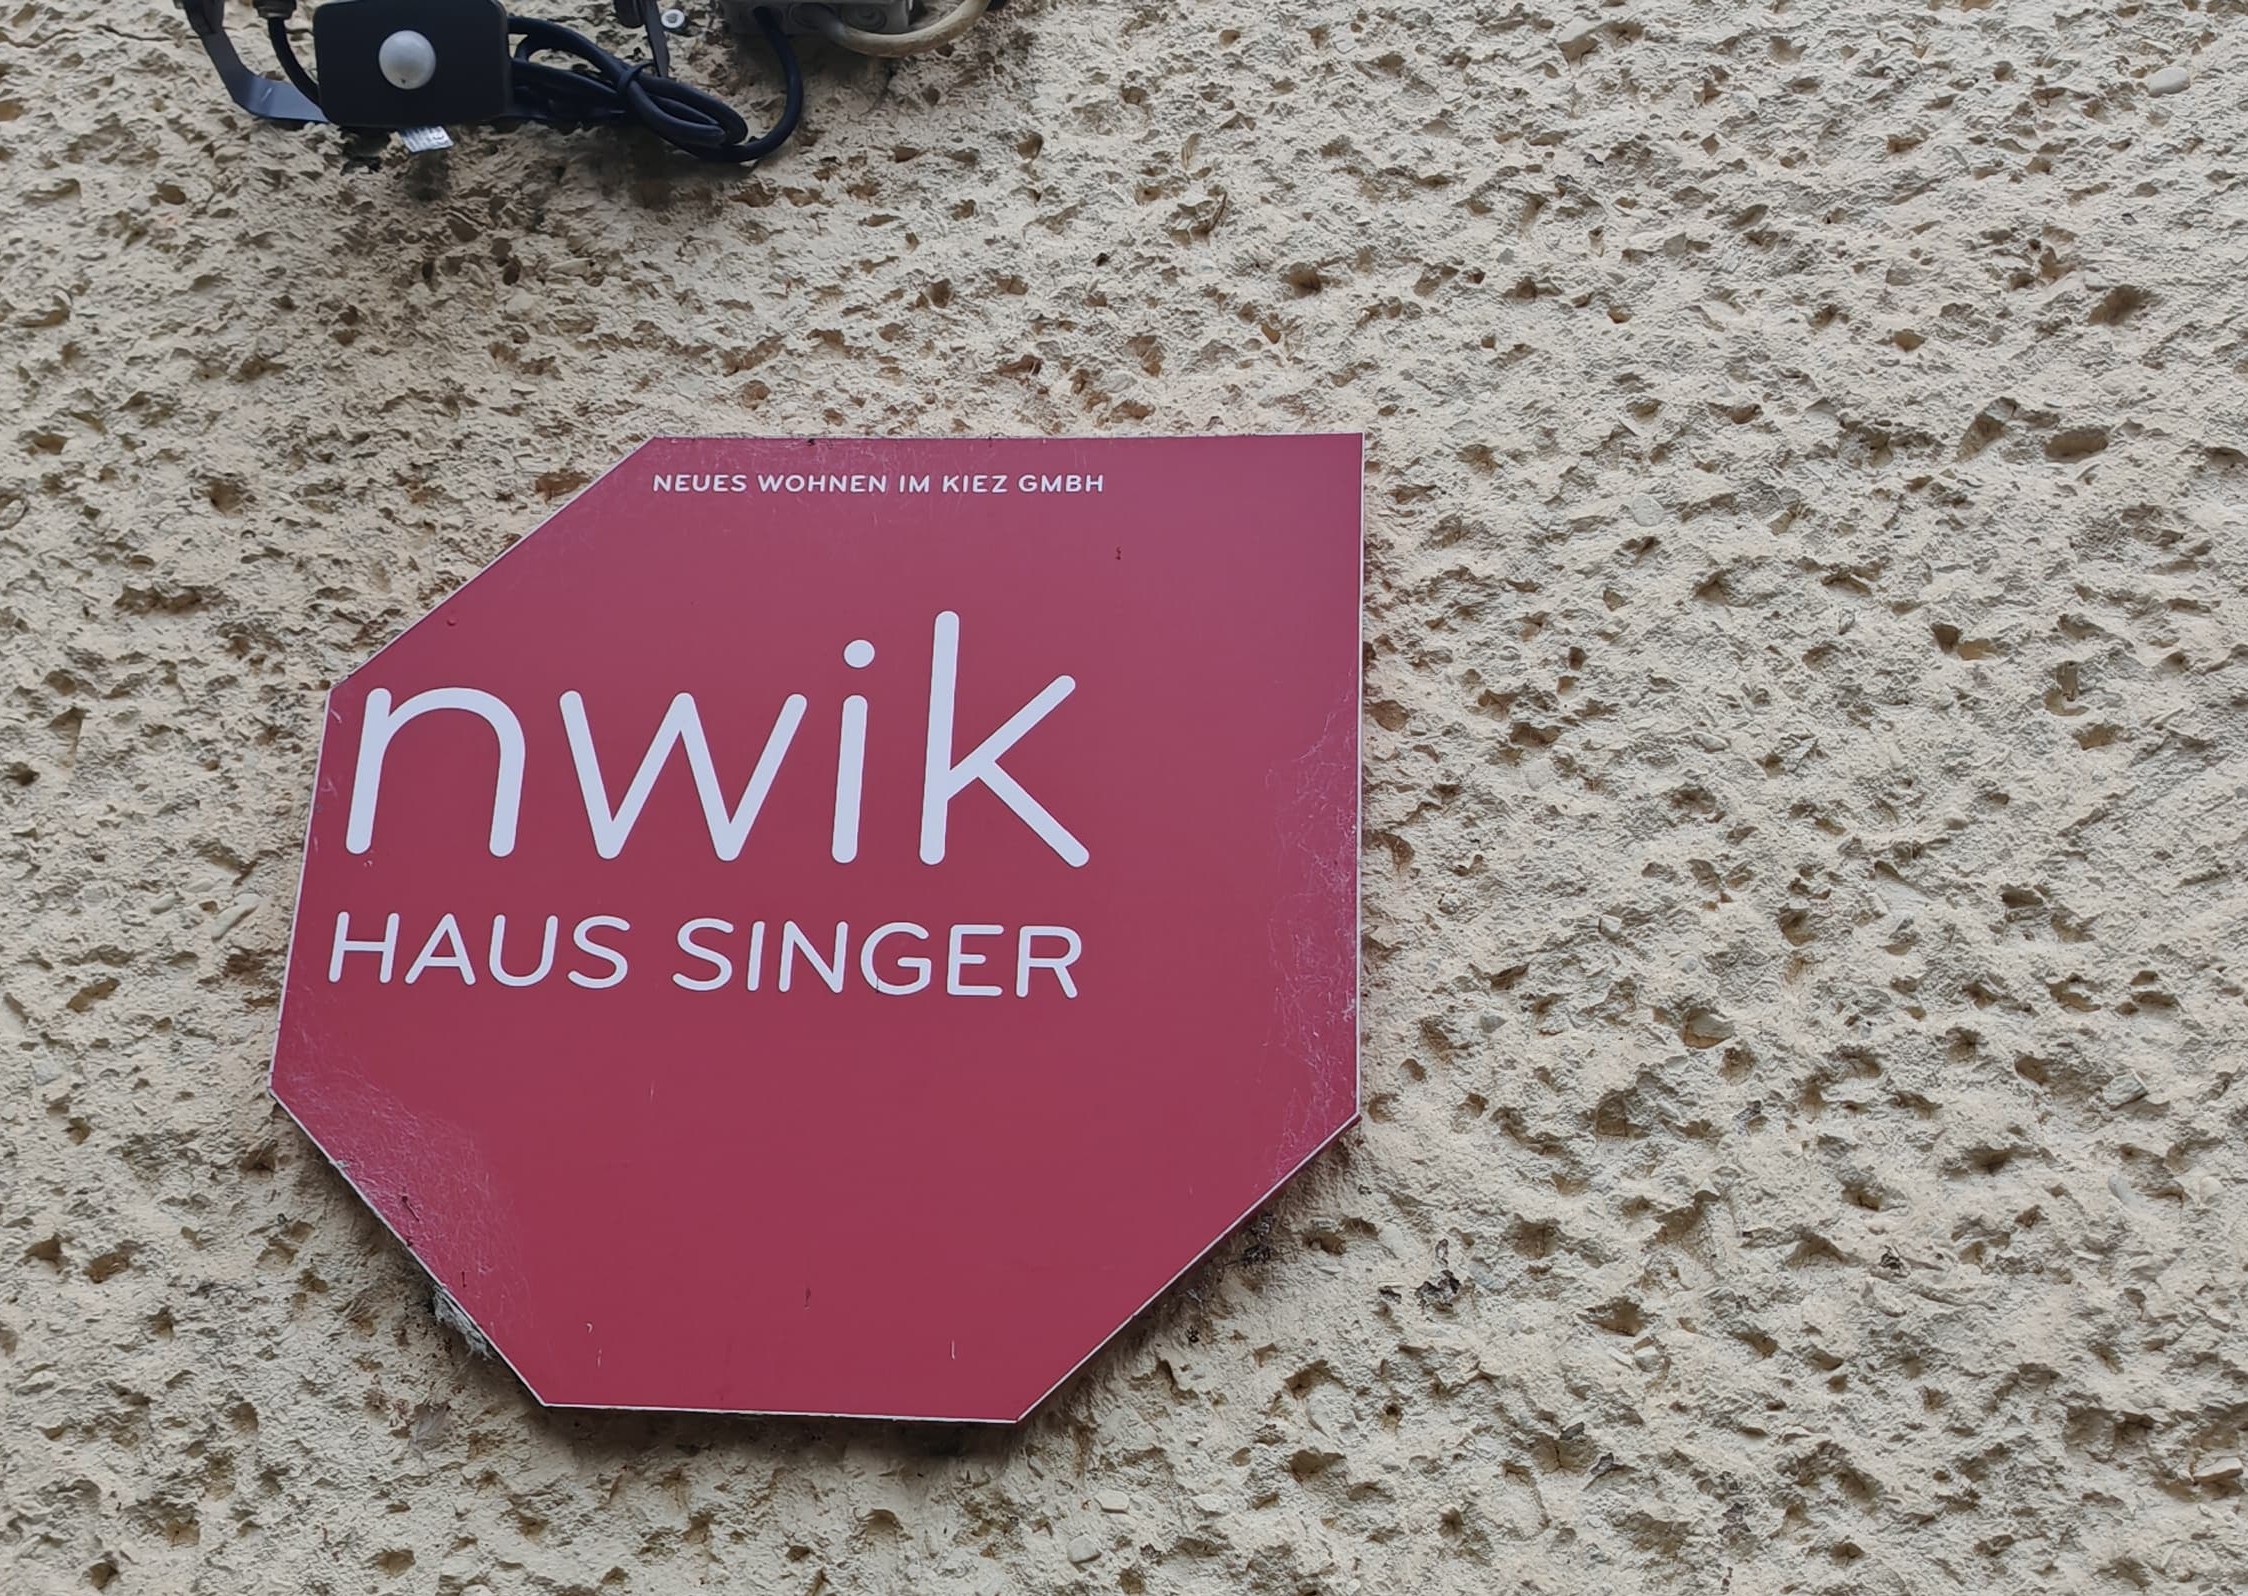 NEUES WOHNEN IM KIEZ GMBH
nwik
HAUS SINGER